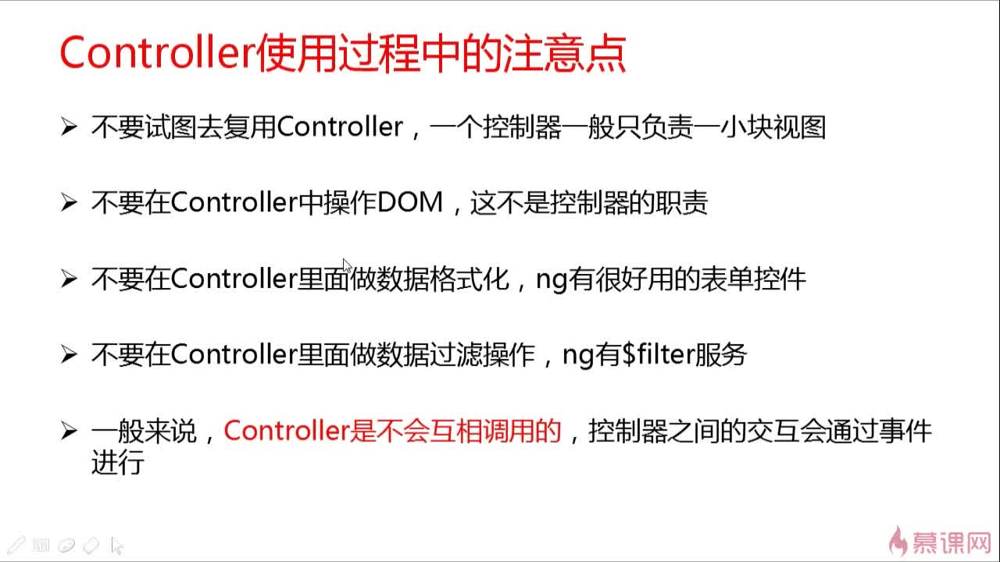 Controller使用过程中的注意点
不要试图去复用Controller，一个控制器一般只负责一小块视图
不要在Controller中操作DOM，这不是控制器的职责
不要在Controller里面做数据格式化，ng有很好用的表单控件
不要在Controller里面做数据过滤操作，ng有$filter服务
一般来说，Controller是不会互相调用的，控制器之间的交互会通过事件
进行
慕课网